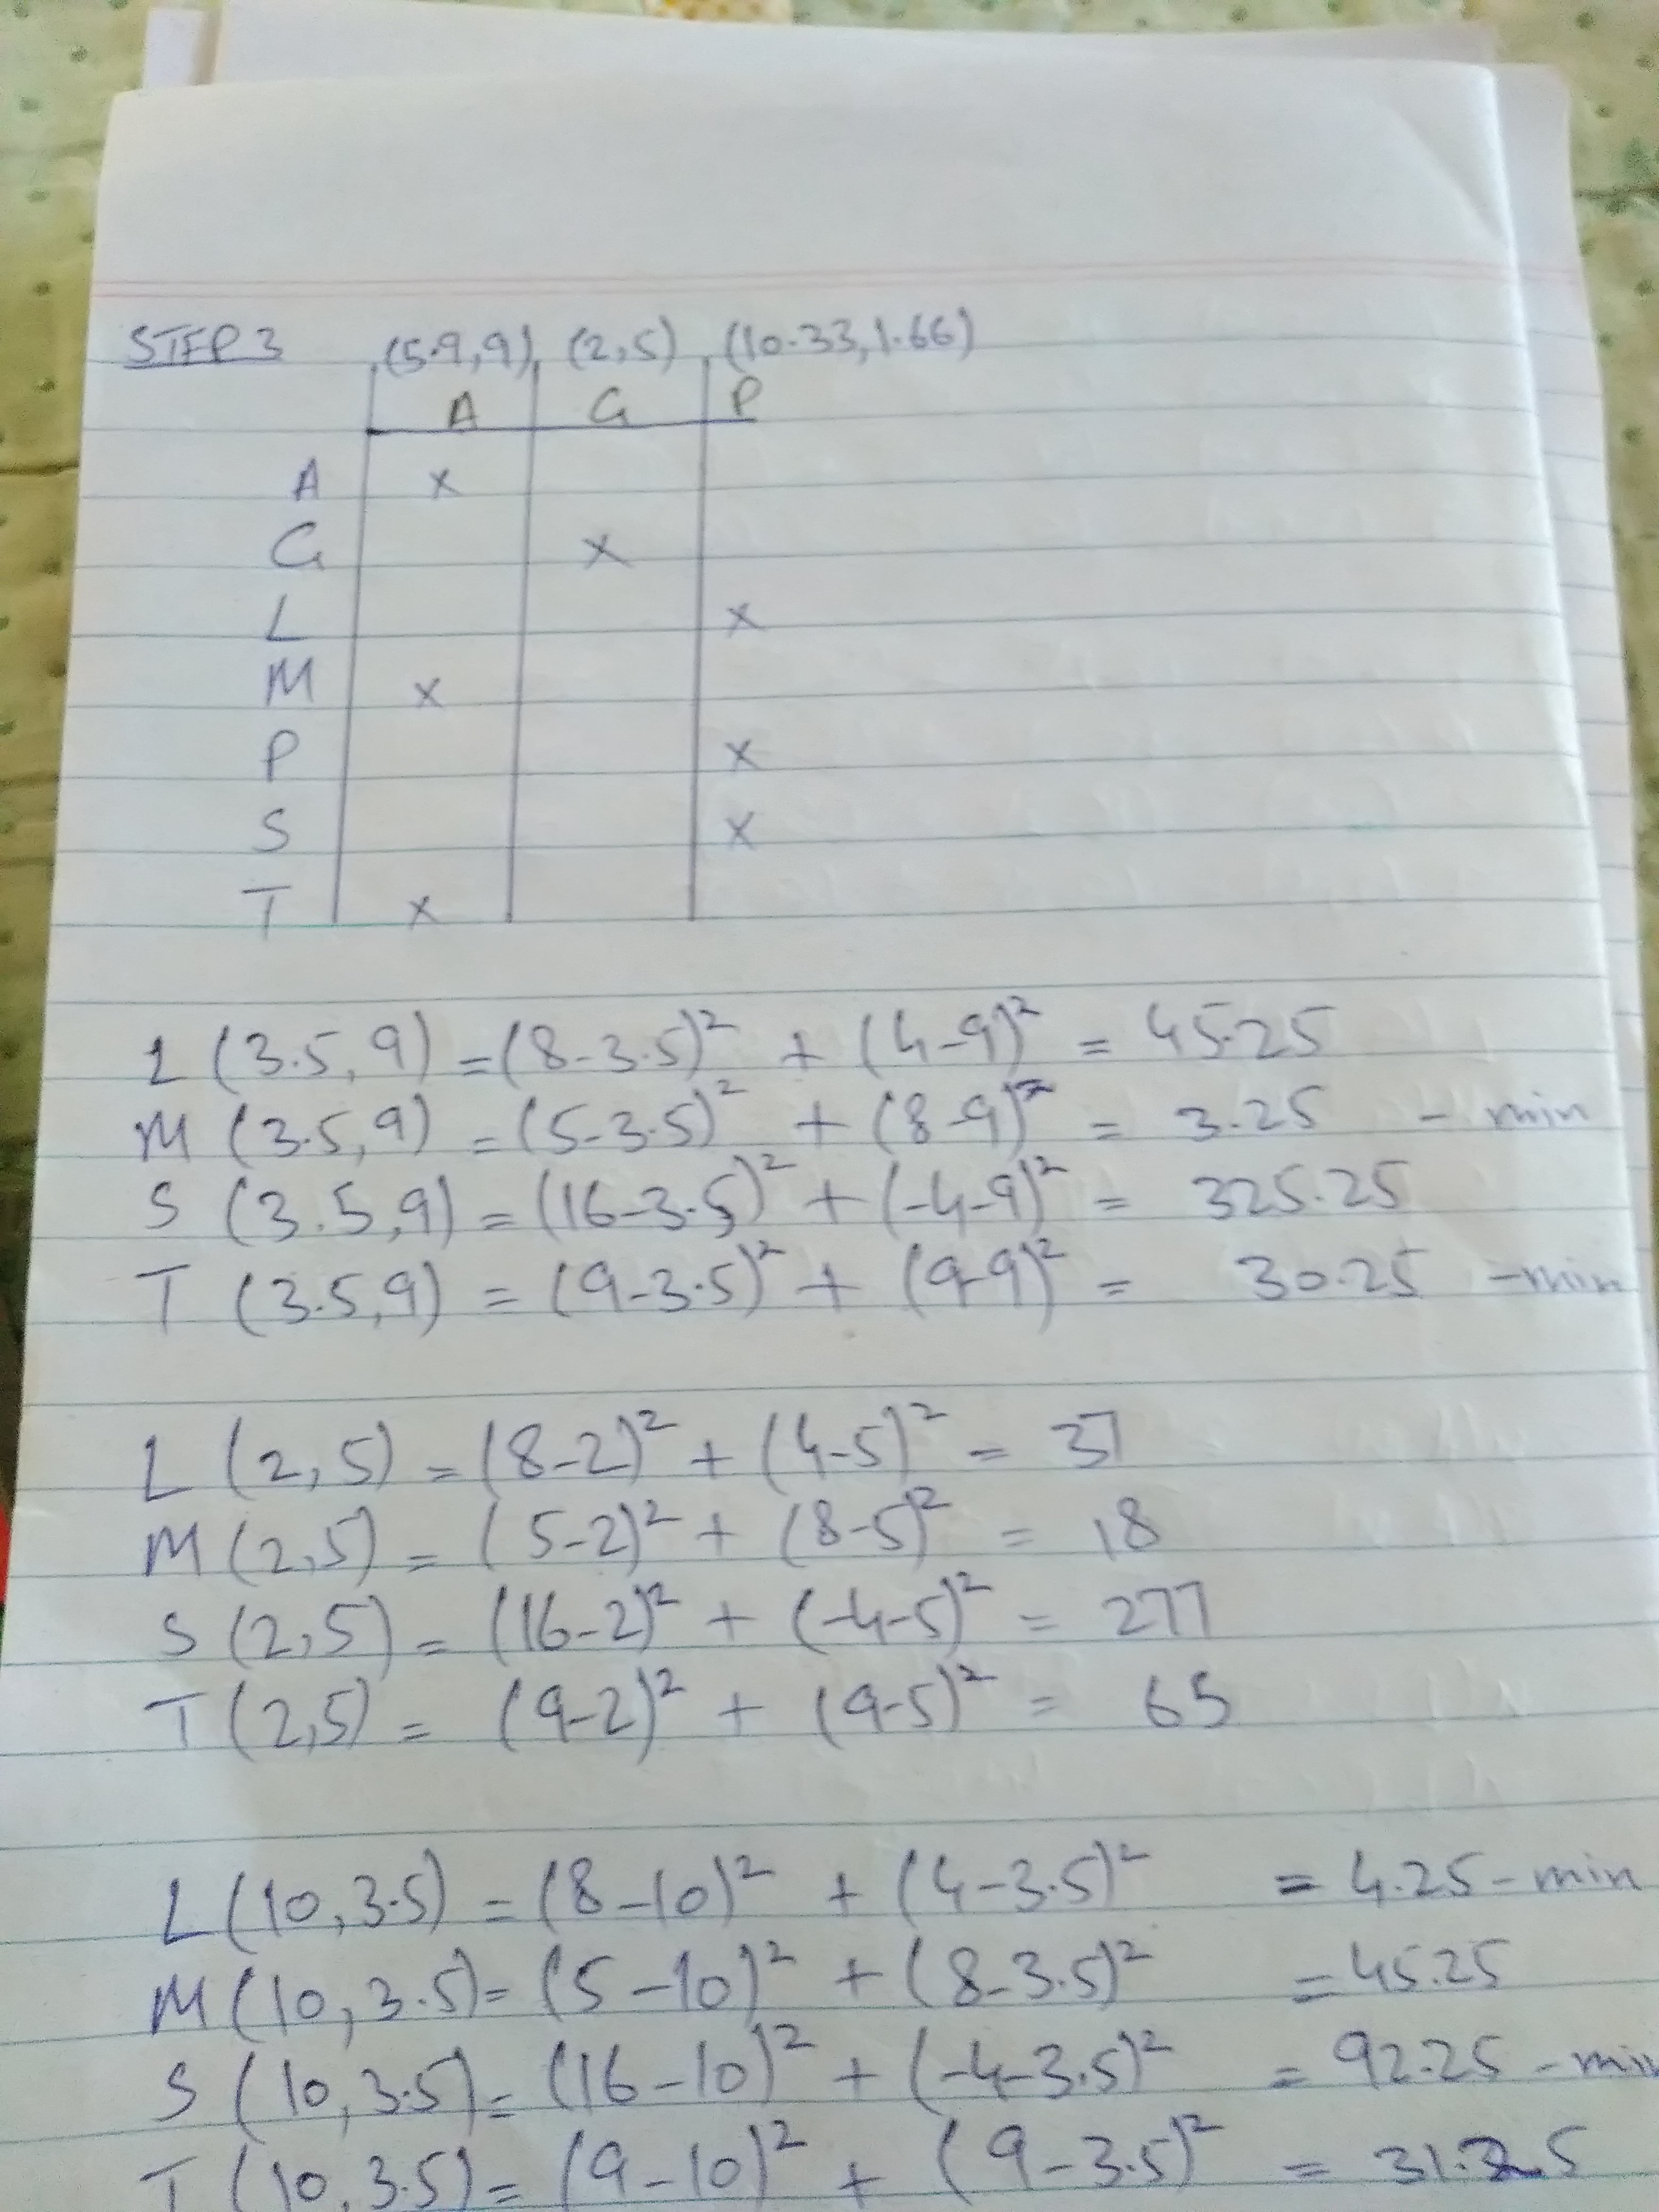 STEP 3 (5.9,9) (2,5) (10.33,1.66)
A G P
A x
G x
L x
M x
P x
S x
T x
L (3.5,9) = (8-3.5)² + (4-9)² = 45.25
M (3.5,9) = (5-3.5)² + (8-9)² = 3.25 - min
S (3.5,9) = (16-3.5)² + (-4-9)² = 325.25
T (3.5,9) = (9-3.5)² + (9-9)² = 30.25 - min
L (2,5) = (8-2)² + (4-5)² = 37
M (2,5) = (5-2)² + (8-5)² = 18
S (2,5) = (16-2)² + (-4-5)² = 277
T (2,5) = (9-2)² + (9-5)² = 65
L (10,3.5) = (8-10)² + (4-3.5)² = 4.25 - min
M (10,3.5) = (5-10)² + (8-3.5)² = 45.25
S (10,3.5) = (16-10)² + (-4-3.5)² = 92.25 - min
T (10,3.5) = (9-10)² + (9-3.5)² = 31.25